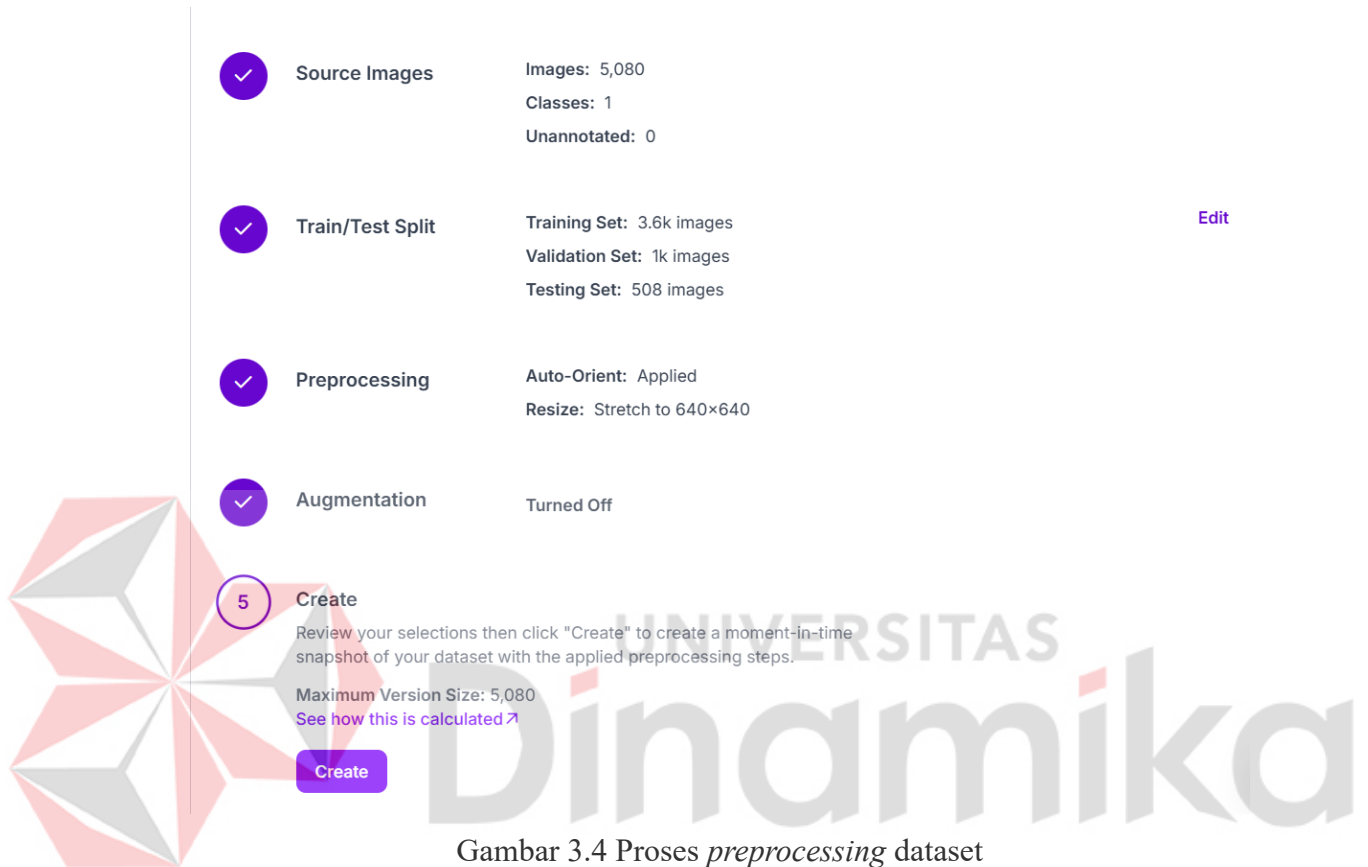 Source Images
Images: 5,080
Classes: 1
Unannotated: 0
Train/Test Split
Training Set: 3.6k images
Validation Set: 1k images
Testing Set: 508 images
Edit
Preprocessing
Auto-Orient: Applied
Resize: Stretch to 640×640
Augmentation
Turned Off
5
Create
Review your selections then click "Create" to create a moment-in-time
snapshot of your dataset with the applied preprocessing steps.
Maximum Version Size: 5,080
See how this is calculated↗
Create
UNIVERSITAS
Dinamika
Gambar 3.4 Proses preprocessing dataset